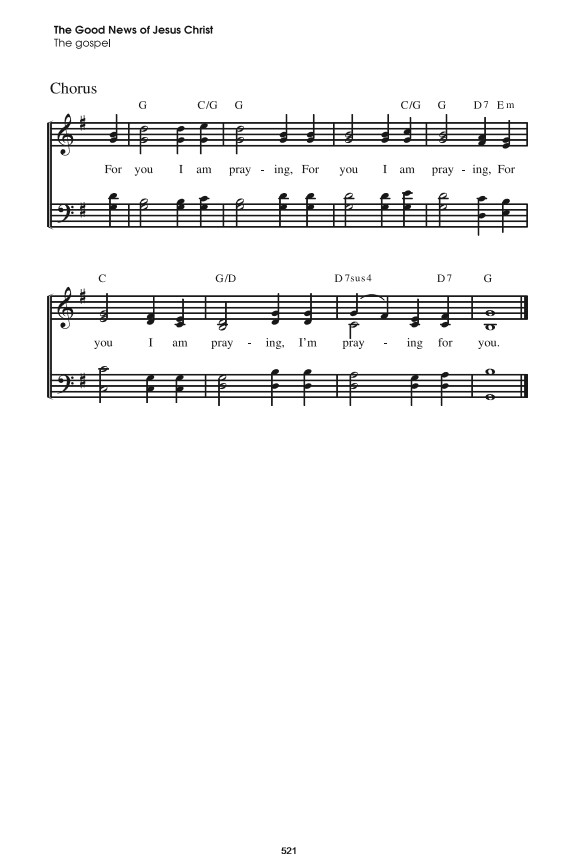 The Good News of Jesus Christ
The gospel
Chorus
G C/G G C/G G D7 Em
For you I am pray - ing, For you I am pray - ing, For
C G/D D7sus4 D7 G
you I am pray - ing, I'm pray - ing for you.
521